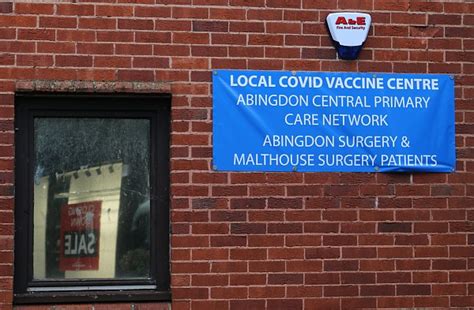 A&E
Fire and Security
LOCAL COVID VACCINE CENTRE
ABINGDON CENTRAL PRIMARY
CARE NETWORK
ABINGDON SURGERY &
MALTHOUSE SURGERY PATIENTS
SALE